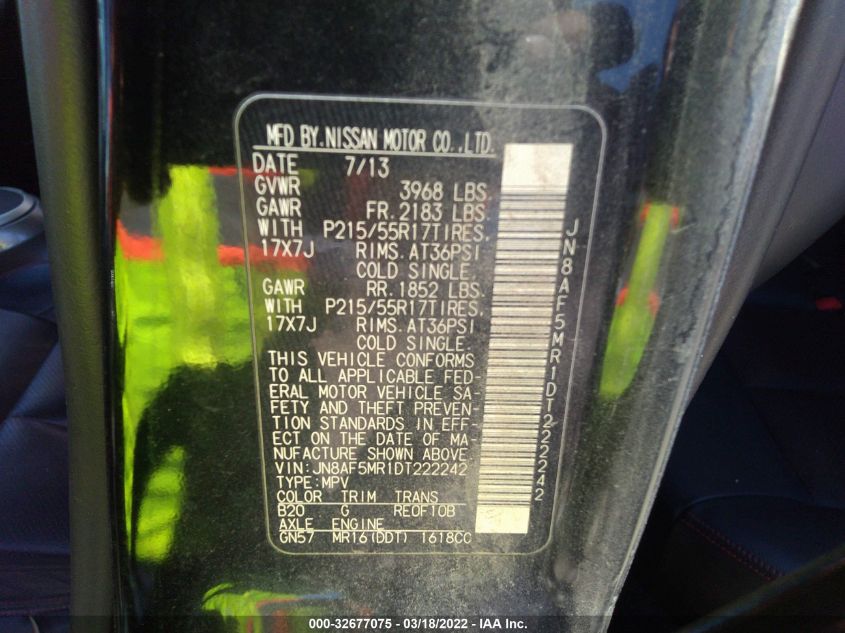 MFD BY.NISSAN MOTOR CO.,LTD.
DATE 7/13
GVWR 3968 LBS
GAWR FR.2183 LBS.
WITH P215/55R17TIRES,
17X7J RIMS.AT36PSI
COLD SINGLE.
GAWR RR.1852 LBS.
WITH P215/55R17TIRES,
17X7J RIMS.AT36PSI
COLD SINGLE.
THIS VEHICLE CONFORMS
TO ALL APPLICABLE FED-
ERAL MOTOR VEHICLE SA-
FETY AND THEFT PREVEN-
TION STANDARDS IN EFF-
ECT ON THE DATE OF MA-
NUFACTURE SHOWN ABOVE.
VIN:JN8AF5MR1DT222242
TYPE:MPV
COLOR TRIM TRANS
B20 G RE0F10B
AXLE ENGINE
GN57 MR16(DDT) 1618CC
JN8AF5MR1DT222242
000-32677075 - 03/18/2022 - IAA Inc.